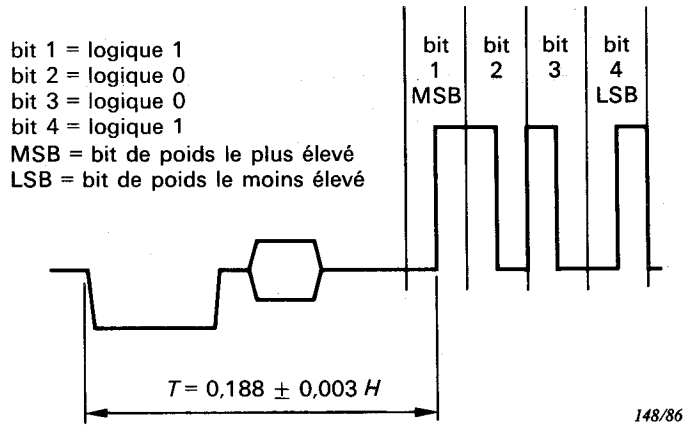 bit 1 = logique 1
bit 2 = logique 0
bit 3 = logique 0
bit 4 = logique 1
MSB = bit de poids le plus élevé
LSB = bit de poids le moins élevé
bit 1 MSB
bit 2
bit 3
bit 4 LSB
T = 0,188 ± 0,003 H
148/86